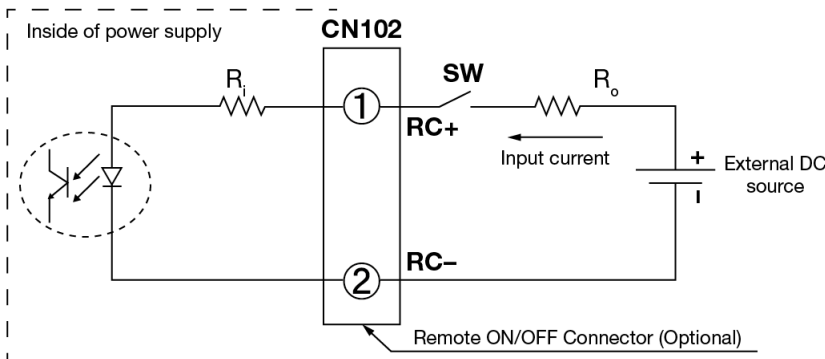 Inside of power supply
CN102
Ri
①
SW
Ro
RC+
Input current
+
External DC
source
−
RC−
②
Remote ON/OFF Connector (Optional)